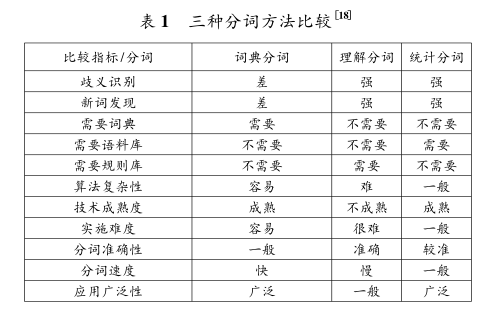 表 1 三种分词方法比较[18]
比较指标/分词 词典分词 理解分词 统计分词
歧义识别 差 强 强
新词发现 差 强 强
需要词典 需要 不需要 不需要
需要语料库 不需要 不需要 需要
需要规则库 不需要 需要 不需要
算法复杂性 容易 难 一般
技术成熟度 成熟 不成熟 成熟
实施难度 容易 很难 一般
分词准确性 一般 准确 较准
分词速度 快 慢 一般
应用广泛性 广泛 一般 广泛